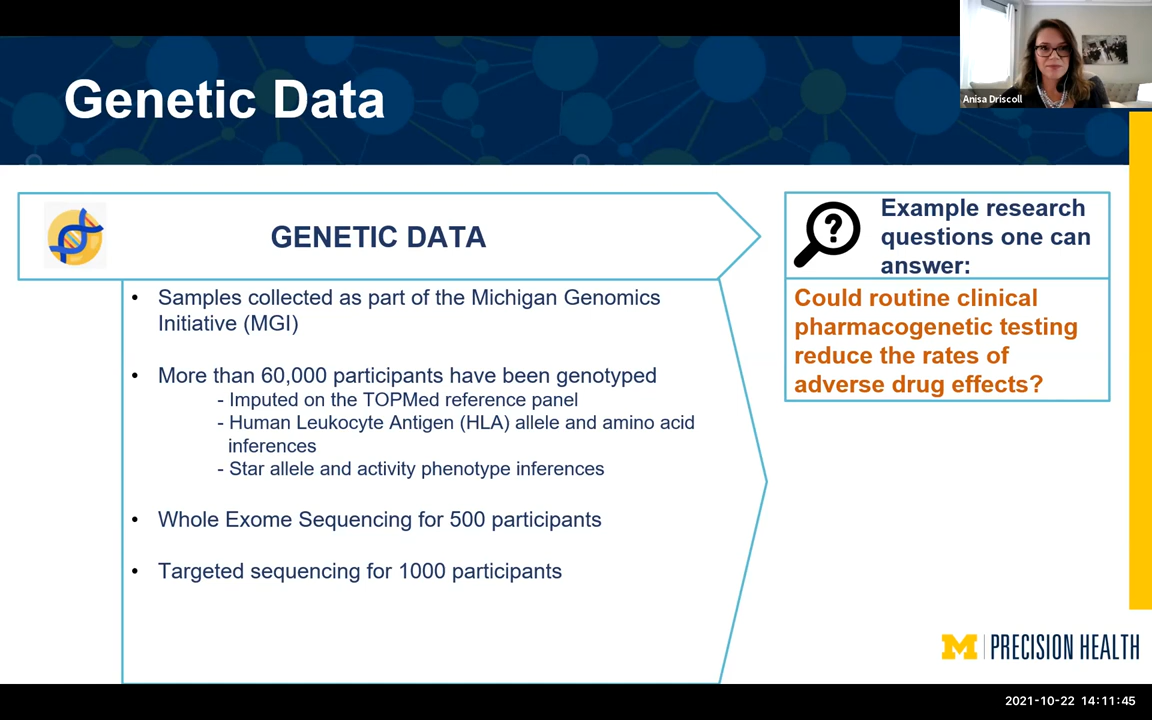 Genetic Data
Anisa Driscoll
GENETIC DATA
• Samples collected as part of the Michigan Genomics
Initiative (MGI)
• More than 60,000 participants have been genotyped
- Imputed on the TOPMed reference panel
- Human Leukocyte Antigen (HLA) allele and amino acid
inferences
- Star allele and activity phenotype inferences
• Whole Exome Sequencing for 500 participants
• Targeted sequencing for 1000 participants
?
Example research
questions one can
answer:
Could routine clinical
pharmacogenetic testing
reduce the rates of
adverse drug effects?
M PRECISION HEALTH
2021-10-22 14:11:45